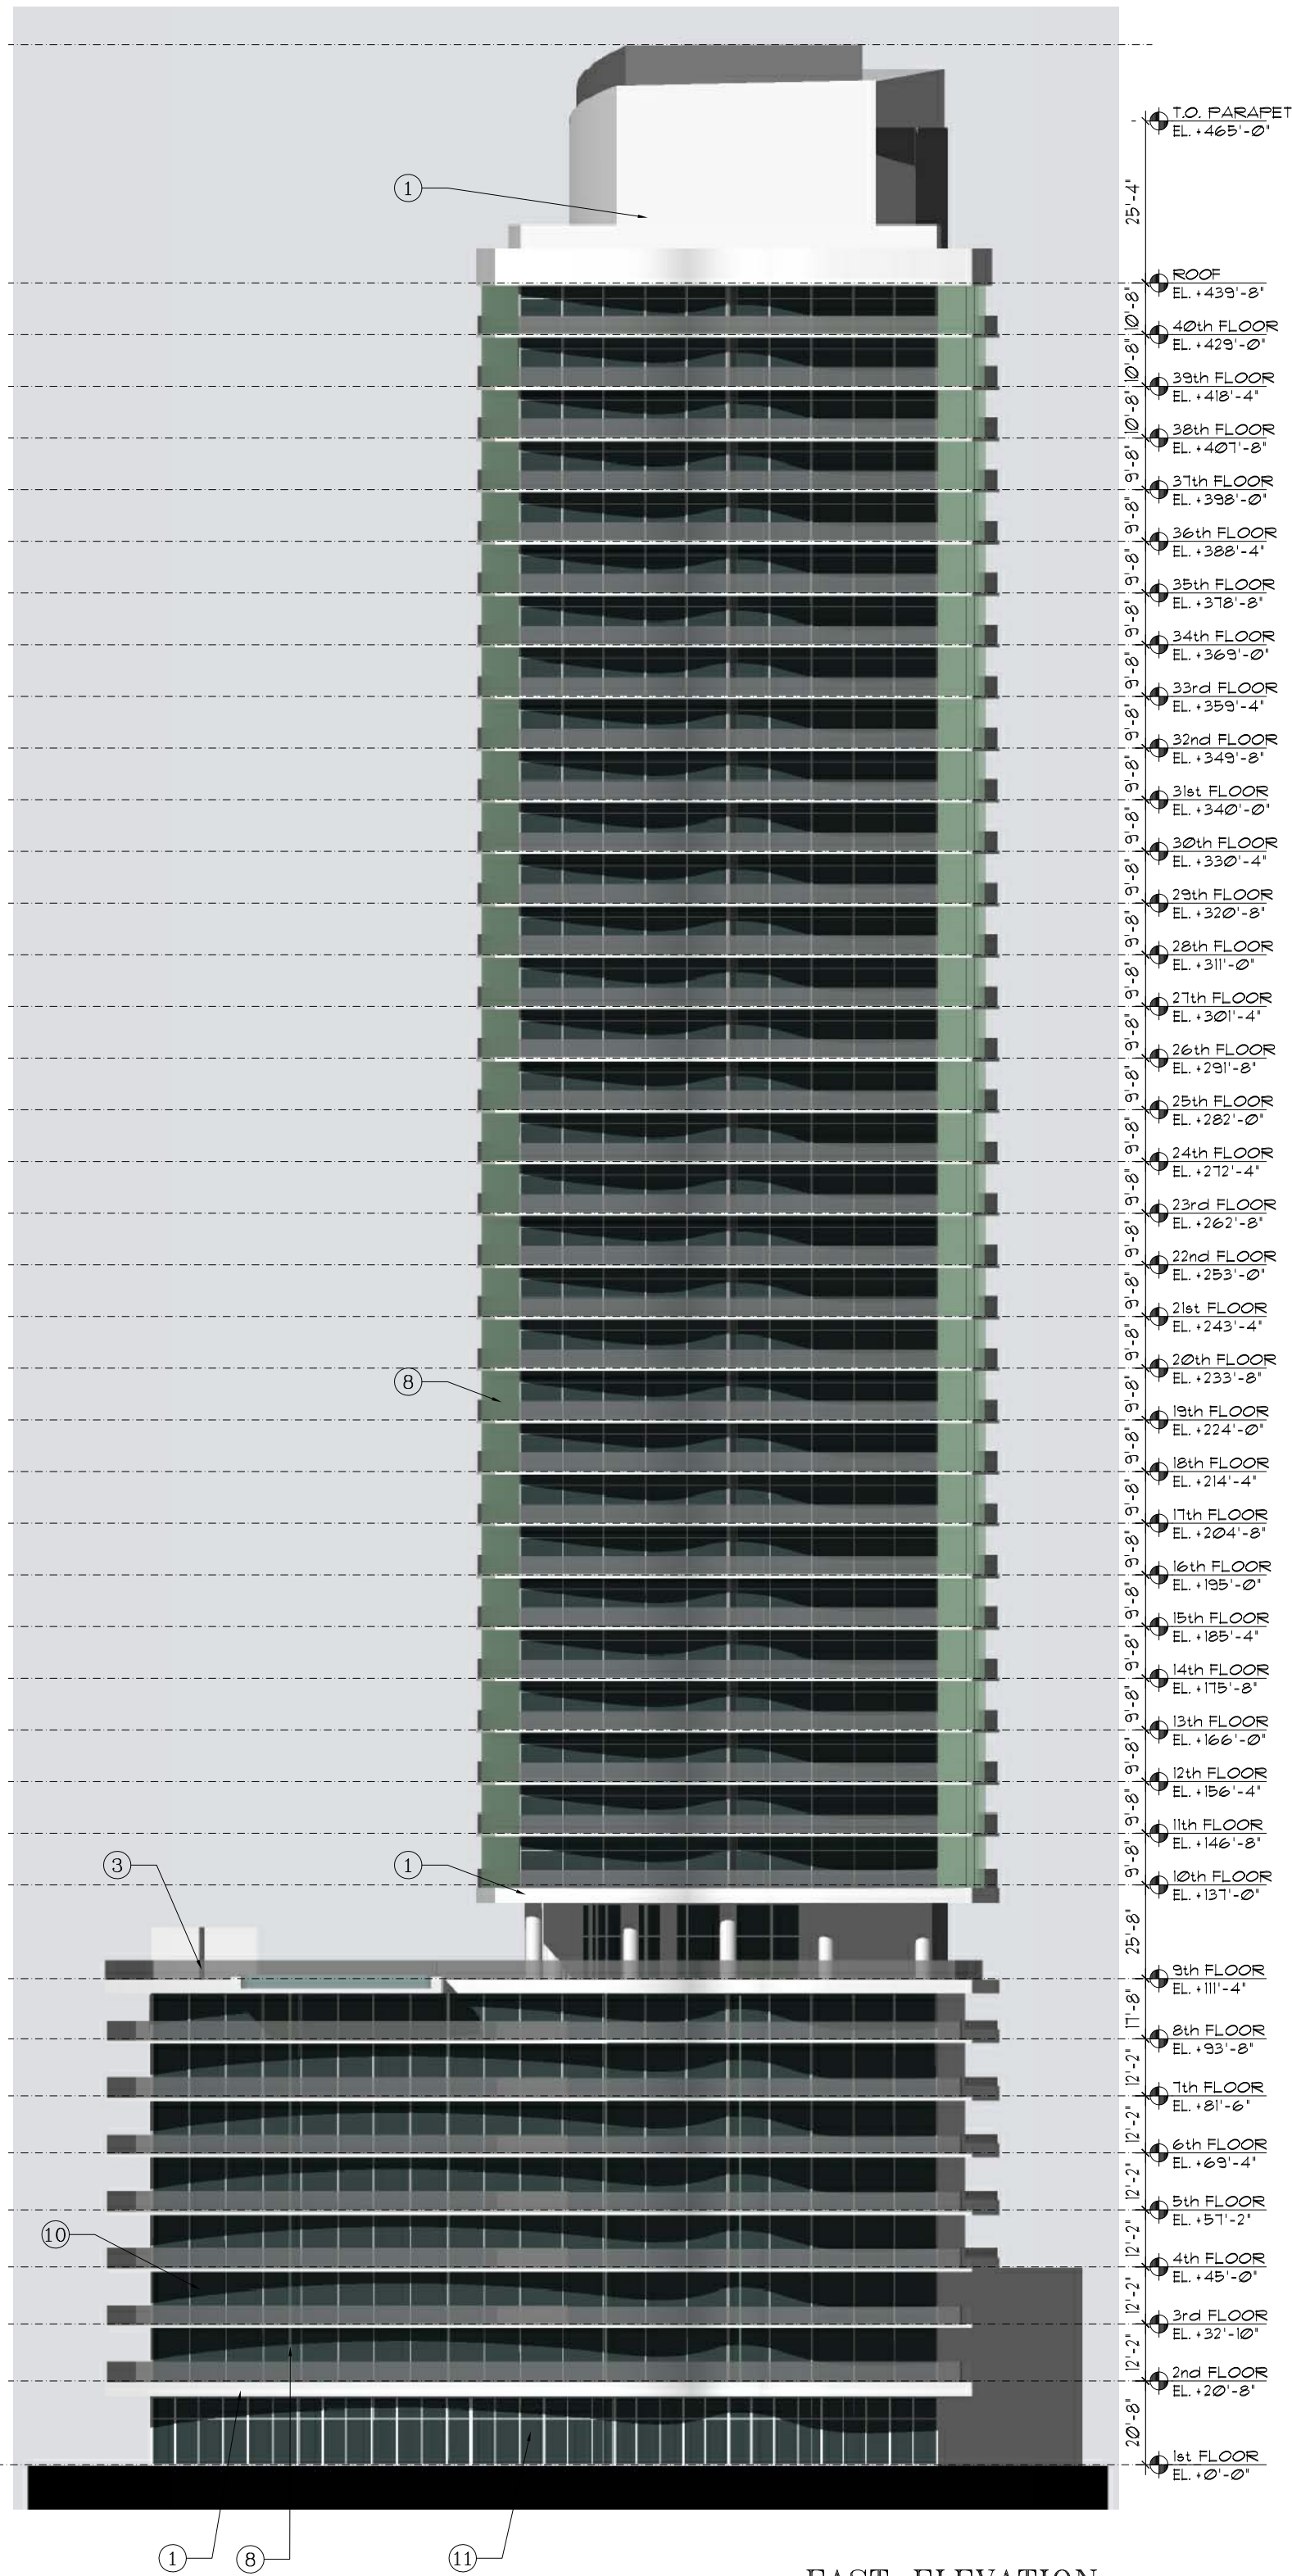 T.O. PARAPET
EL. +465'-0"
25'-4"
1
ROOF
EL. +439'-8"
10'-8"
40th FLOOR
EL. +429'-0"
10'-8"
39th FLOOR
EL. +418'-4"
10'-8"
38th FLOOR
EL. +407'-8"
9'-8"
37th FLOOR
EL. +398'-0"
9'-8"
36th FLOOR
EL. +388'-4"
9'-8"
35th FLOOR
EL. +378'-8"
9'-8"
34th FLOOR
EL. +369'-0"
9'-8"
33rd FLOOR
EL. +359'-4"
9'-8"
32nd FLOOR
EL. +349'-8"
9'-8"
31st FLOOR
EL. +340'-0"
9'-8"
30th FLOOR
EL. +330'-4"
9'-8"
29th FLOOR
EL. +320'-8"
9'-8"
28th FLOOR
EL. +311'-0"
9'-8"
27th FLOOR
EL. +301'-4"
9'-8"
26th FLOOR
EL. +291'-8"
9'-8"
25th FLOOR
EL. +282'-0"
9'-8"
24th FLOOR
EL. +272'-4"
9'-8"
23rd FLOOR
EL. +262'-8"
9'-8"
22nd FLOOR
EL. +253'-0"
9'-8"
21st FLOOR
EL. +243'-4"
9'-8"
20th FLOOR
EL. +233'-8"
8
9'-8"
19th FLOOR
EL. +224'-0"
9'-8"
18th FLOOR
EL. +214'-4"
9'-8"
17th FLOOR
EL. +204'-8"
9'-8"
16th FLOOR
EL. +195'-0"
9'-8"
15th FLOOR
EL. +185'-4"
9'-8"
14th FLOOR
EL. +175'-8"
9'-8"
13th FLOOR
EL. +166'-0"
9'-8"
12th FLOOR
EL. +156'-4"
9'-8"
11th FLOOR
EL. +146'-8"
9'-8"
3
1
10th FLOOR
EL. +137'-0"
25'-8"
9th FLOOR
EL. +111'-4"
17'-8"
8th FLOOR
EL. +93'-8"
12'-2"
7th FLOOR
EL. +81'-6"
12'-2"
6th FLOOR
EL. +69'-4"
12'-2"
5th FLOOR
EL. +57'-2"
10
12'-2"
4th FLOOR
EL. +45'-0"
12'-2"
3rd FLOOR
EL. +32'-10"
12'-2"
2nd FLOOR
EL. +20'-8"
20'-8"
1st FLOOR
EL. +0'-0"
1
8
11
EAST ELEVATION